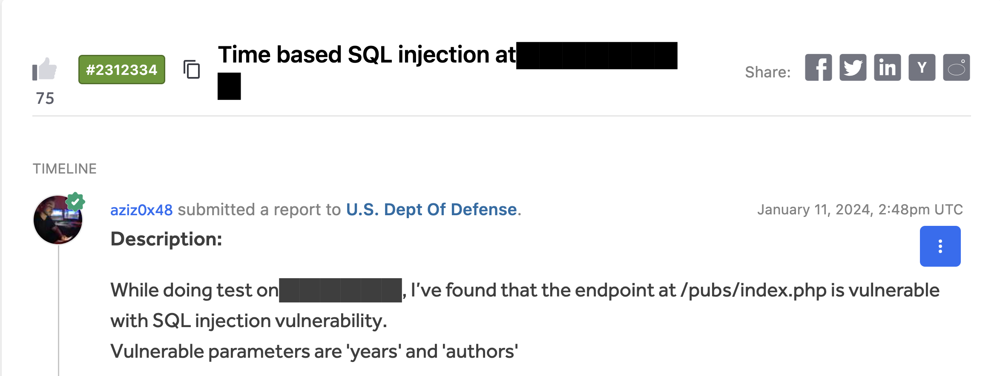 Time based SQL injection at
#2312334
75
Share:
TIMELINE
aziz0x48 submitted a report to U.S. Dept Of Defense.
January 11, 2024, 2:48pm UTC
Description:
While doing test on , I've found that the endpoint at /pubs/index.php is vulnerable
with SQL injection vulnerability.
Vulnerable parameters are 'years' and 'authors'